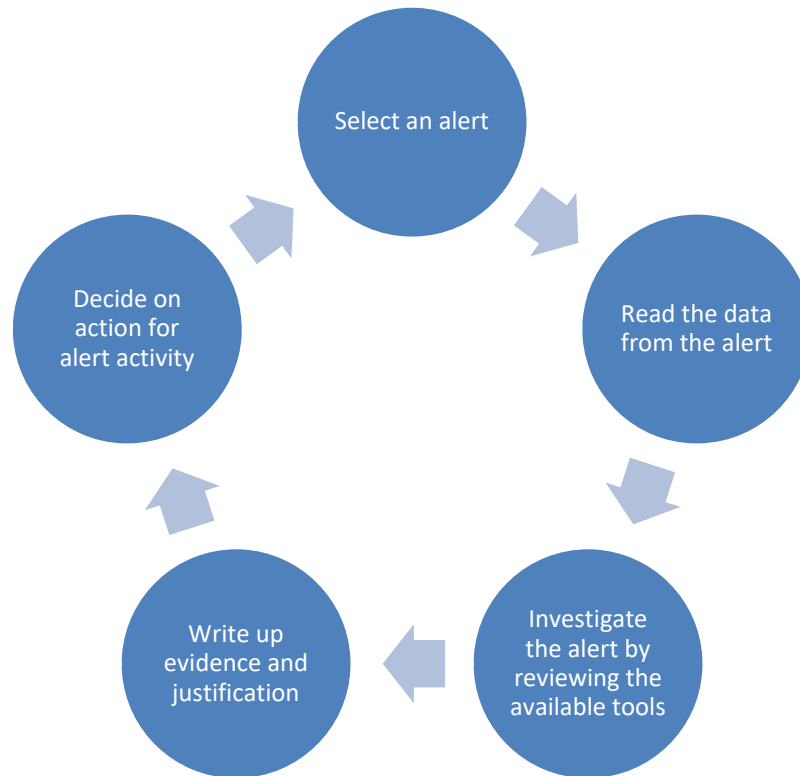 Select an alert
Read the data
from the alert
Investigate
the alert by
reviewing the
available tools
Write up
evidence and
justification
Decide on
action for
alert activity